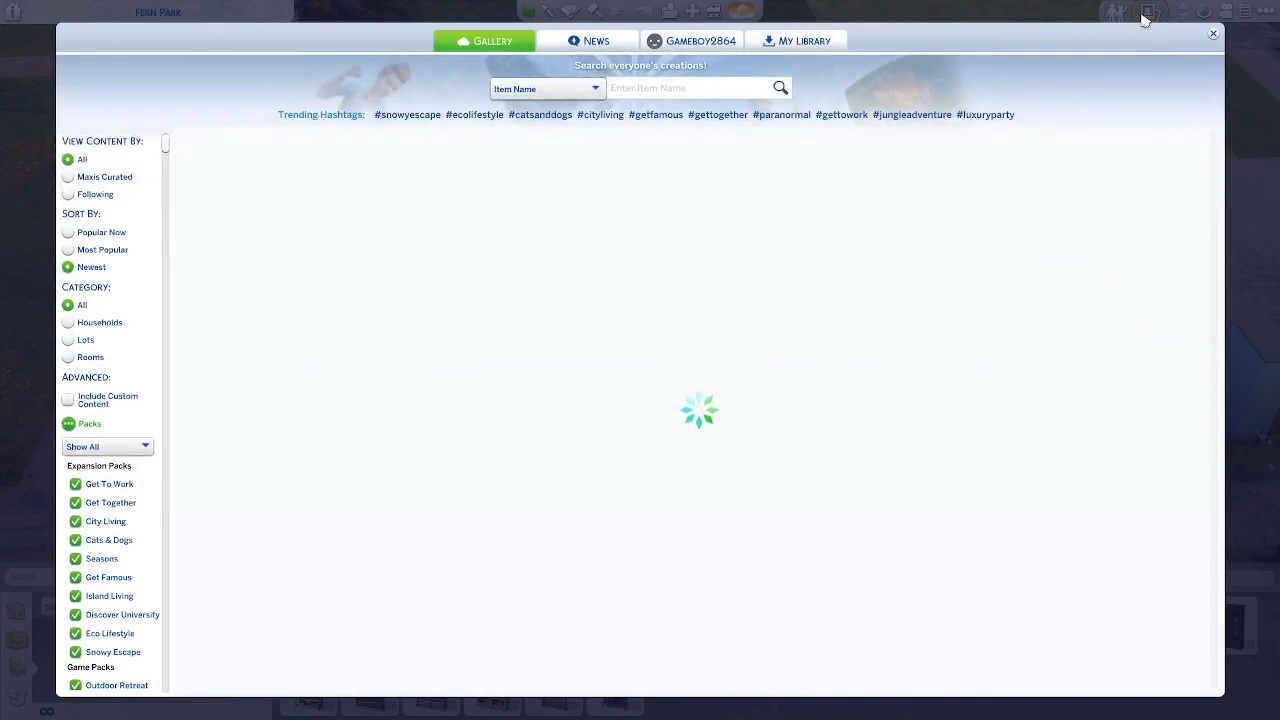 Fern Park
Gallery
News
Gameboy2864
My Library
Search everyone's creations!
Item Name
Enter Item Name
Trending Hashtags: #snowyescape #ecolifestyle #catsanddogs #cityliving #getfamous #gettogether #paranormal #gettowork #jungleadventure #luxuryparty
View Content By:
All
Maxis Curated
Following
Sort By:
Popular Now
Most Popular
Newest
Category:
All
Households
Lots
Rooms
Advanced:
Include Custom
Content
Packs
Show All
Expansion Packs
Get To Work
Get Together
City Living
Cats & Dogs
Seasons
Get Famous
Island Living
Discover University
Eco Lifestyle
Snowy Escape
Game Packs
Outdoor Retreat
Search